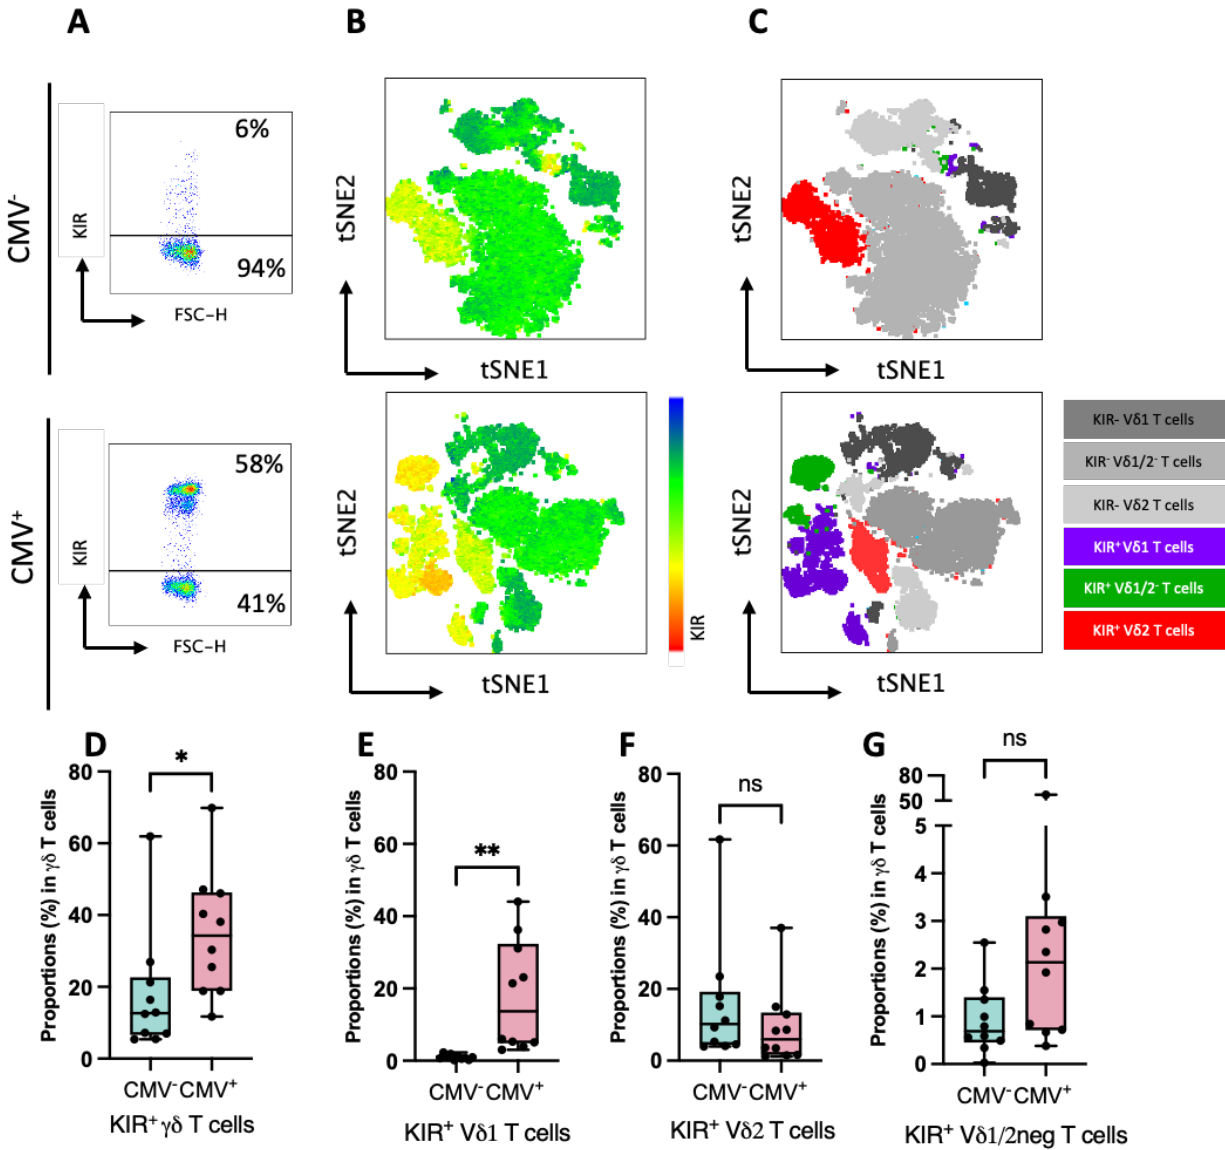 A
B
C
CMV⁻
KIR
6%
94%
FSC–H
tSNE2
tSNE1
tSNE2
tSNE1
CMV⁺
KIR
58%
41%
FSC–H
tSNE2
tSNE1
KIR
tSNE2
tSNE1
KIR- Vδ1 T cells
KIR⁻ Vδ1/2⁻ T cells
KIR- Vδ2 T cells
KIR⁺ Vδ1 T cells
KIR⁺ Vδ1/2⁻ T cells
KIR⁺ Vδ2 T cells
D
Proportions (%) in γδ T cells
80
60
40
20
0
*
CMV⁻ CMV⁺
KIR⁺ γδ T cells
E
Proportions (%) in γδ T cells
80
60
40
20
0
**
CMV⁻ CMV⁺
KIR⁺ Vδ1 T cells
F
Proportions (%) in γδ T cells
80
60
40
20
0
ns
CMV⁻ CMV⁺
KIR⁺ Vδ2 T cells
G
Proportions (%) in γδ T cells
80
50
5
3
2
1
0
ns
CMV⁻ CMV⁺
KIR⁺ Vδ1/2neg T cells